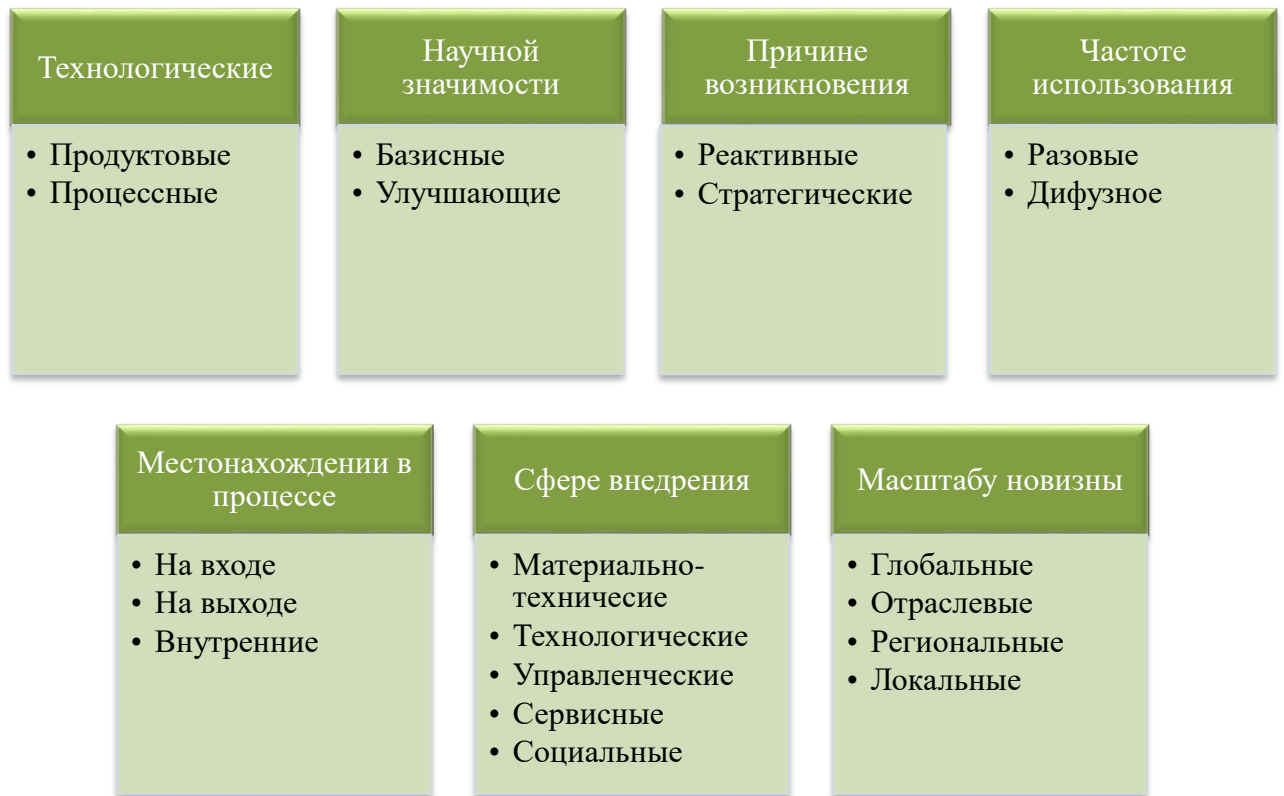 Технологические
• Продуктовые
• Процессные
Научной
значимости
• Базисные
• Улучшающие
Причине
возникновения
• Реактивные
• Стратегические
Частоте
использования
• Разовые
• Дифузное
Местонахождении в
процессе
• На входе
• На выходе
• Внутренние
Сфере внедрения
• Материально-
техничесие
• Технологические
• Управленческие
• Сервисные
• Социальные
Масштабу новизны
• Глобальные
• Отраслевые
• Региональные
• Локальные